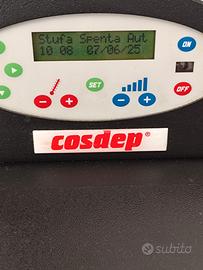 Stufa Spenta Aut
10 08 07/06/25
ON
SET
OFF
cosdep®
subito